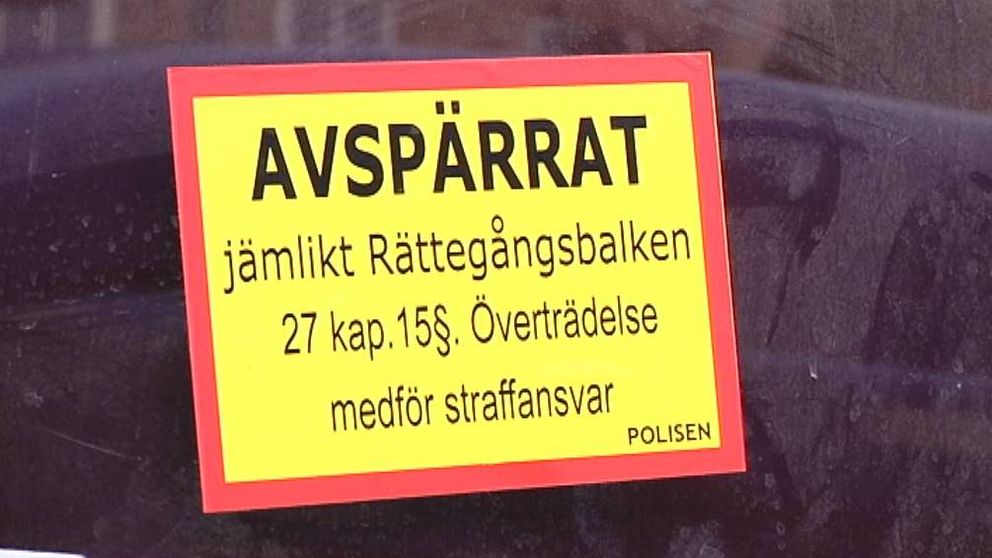 AVSPÄRRAT
jämlikt Rättegångsbalken
27 kap.15§. Överträdelse
medför straffansvar
POLISEN